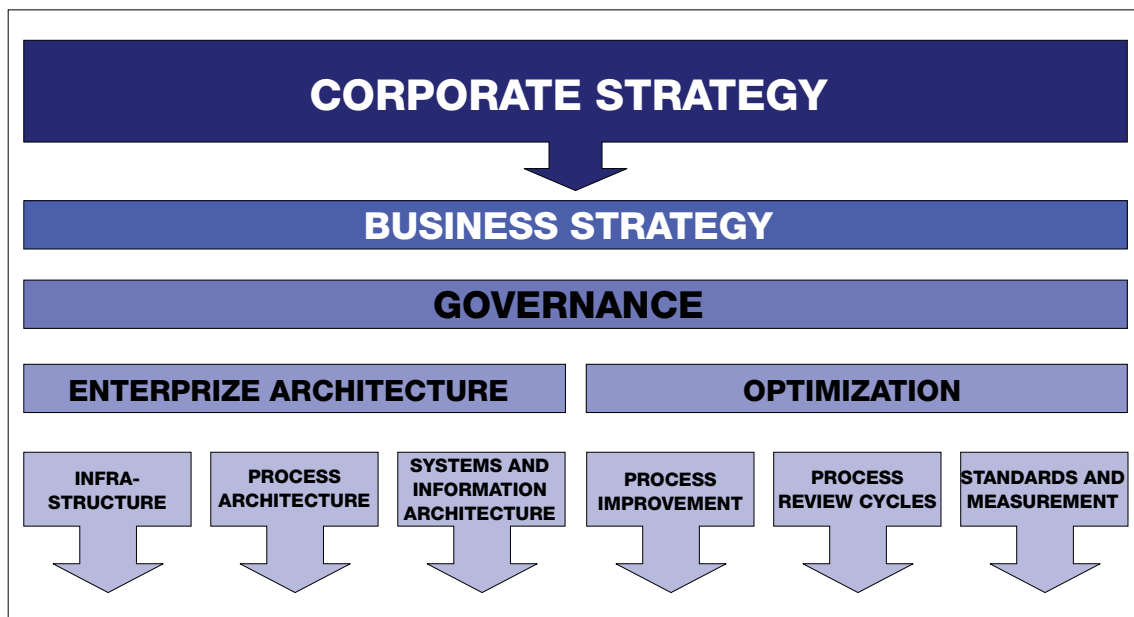 CORPORATE STRATEGY
BUSINESS STRATEGY
GOVERNANCE
ENTERPRIZE ARCHITECTURE
OPTIMIZATION
INFRA-
STRUCTURE
PROCESS
ARCHITECTURE
SYSTEMS AND
INFORMATION
ARCHITECTURE
PROCESS
IMPROVEMENT
PROCESS
REVIEW CYCLES
STANDARDS AND
MEASUREMENT